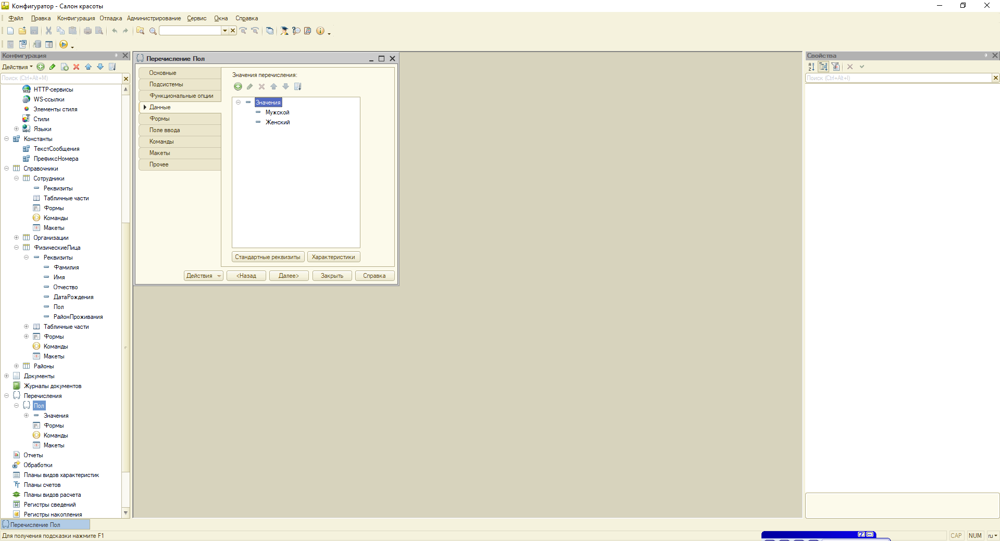 Конфигуратор - Салон красоты
Файл Правка Конфигурация Отладка Администрирование Сервис Окна Справка
Конфигурация
Действия
Поиск (Ctrl+Alt+M)
HTTP-сервисы
WS-ссылки
Элементы стиля
Стили
Языки
Константы
ТекстСообщения
ПрефиксНомера
Справочники
Сотрудники
Реквизиты
Табличные части
Формы
Команды
Макеты
Организации
ФизическиеЛица
Реквизиты
Фамилия
Имя
Отчество
ДатаРождения
Пол
РайонПроживания
Табличные части
Формы
Команды
Макеты
Районы
Документы
Журналы документов
Перечисления
Пол
Значения
Формы
Команды
Макеты
Отчеты
Обработки
Планы видов характеристик
Планы счетов
Планы видов расчета
Регистры сведений
Регистры накопления
Перечисление Пол
Основные
Подсистемы
Функциональные опции
Данные
Формы
Поле ввода
Команды
Макеты
Прочее
Значения перечисления:
Значения
Мужской
Женский
Стандартные реквизиты Характеристики
Действия <Назад Далее> Закрыть Справка
Свойства
Поиск (Ctrl+Alt+I)
Перечисление Пол
Для получения подсказки нажмите F1
CAP NUM ru